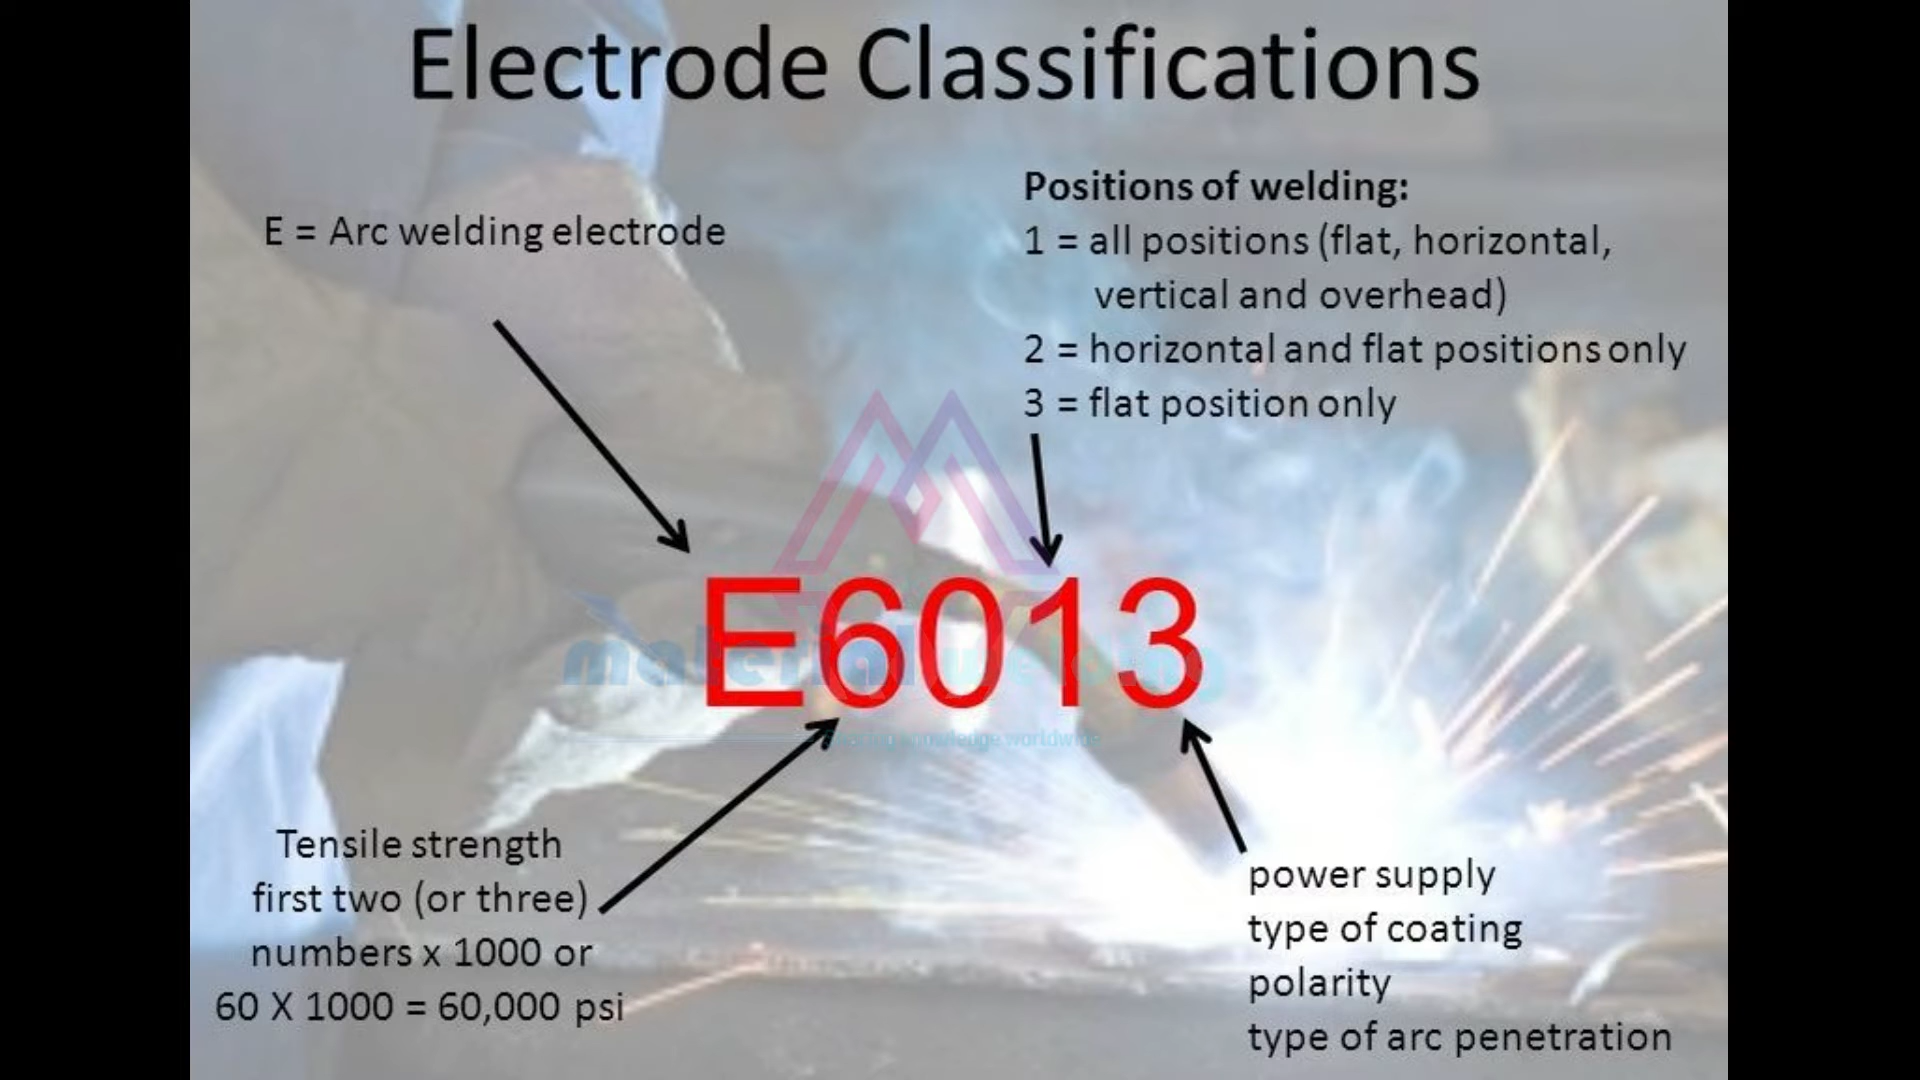 Electrode Classifications
E = Arc welding electrode
Positions of welding:
1 = all positions (flat, horizontal,
vertical and overhead)
2 = horizontal and flat positions only
3 = flat position only
E6013
Tensile strength
first two (or three)
numbers x 1000 or
60 X 1000 = 60,000 psi
power supply
type of coating
polarity
type of arc penetration